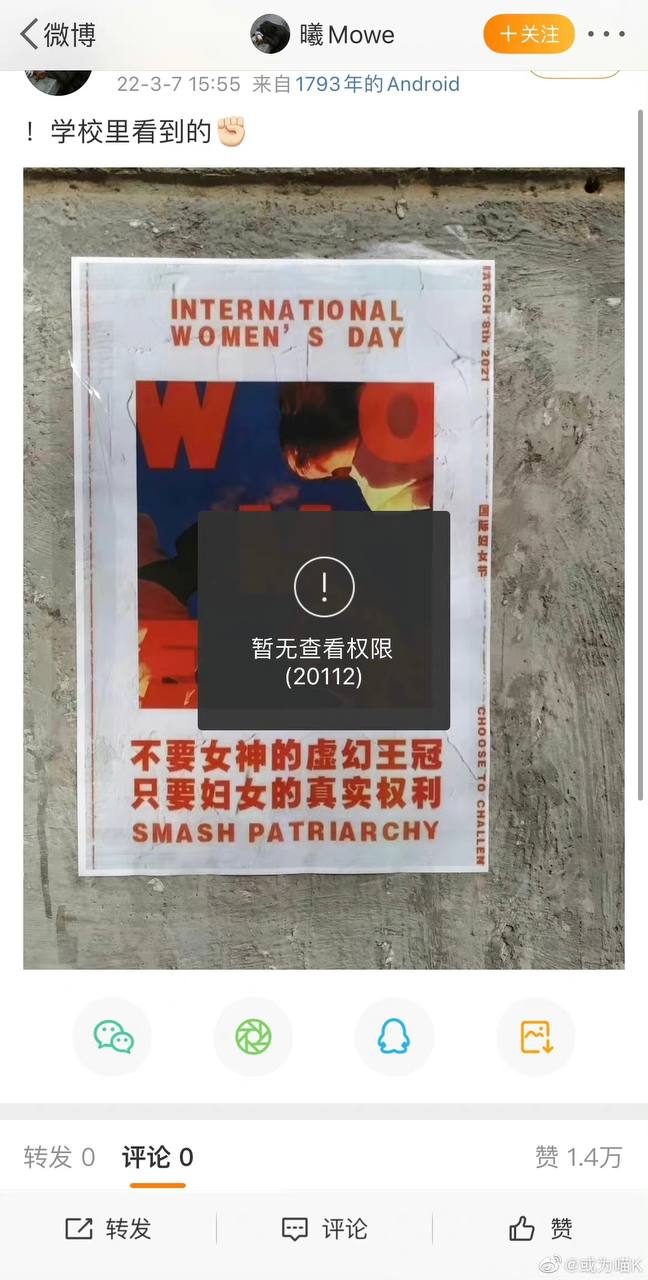 微博
曦Mowe
＋关注
22-3-7 15:55 来自1793年的Android
！学校里看到的✊🏻
INTERNATIONAL
WOMEN'S DAY
MARCH 8th 2021
国际妇女节
CHOOSE TO CHALLEN
W
O
M
E
暂无查看权限
(20112)
不要女神的虚幻王冠
只要妇女的真实权利
SMASH PATRIARCHY
转发 0
评论 0
赞 1.4万
转发
评论
赞
@或为喵K